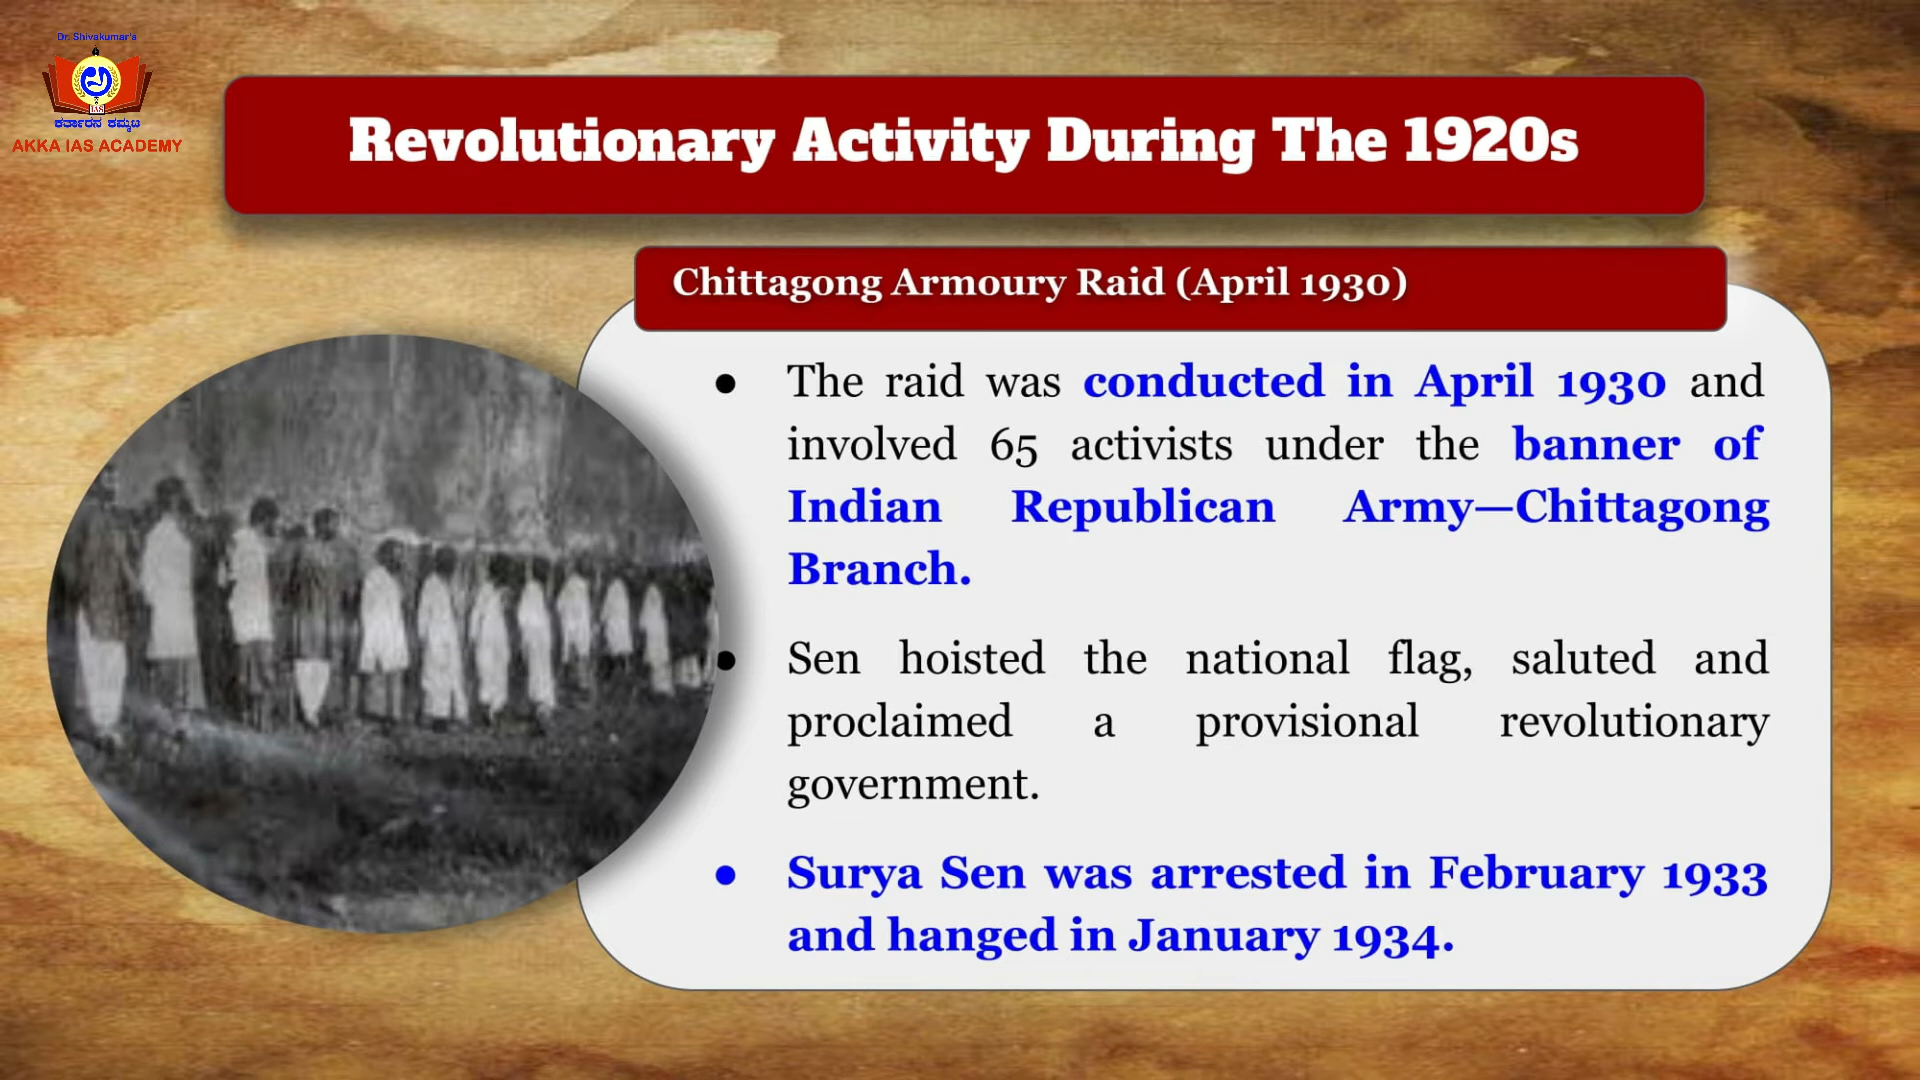 Dr. Shivakumar's
IAS
ಕರ್ತಾರನ ಕಮ್ಮಟ
AKKA IAS ACADEMY
Revolutionary Activity During The 1920s
Chittagong Armoury Raid (April 1930)
● The raid was conducted in April 1930 and
involved 65 activists under the banner of
Indian Republican Army—Chittagong
Branch.
● Sen hoisted the national flag, saluted and
proclaimed a provisional revolutionary
government.
● Surya Sen was arrested in February 1933
and hanged in January 1934.